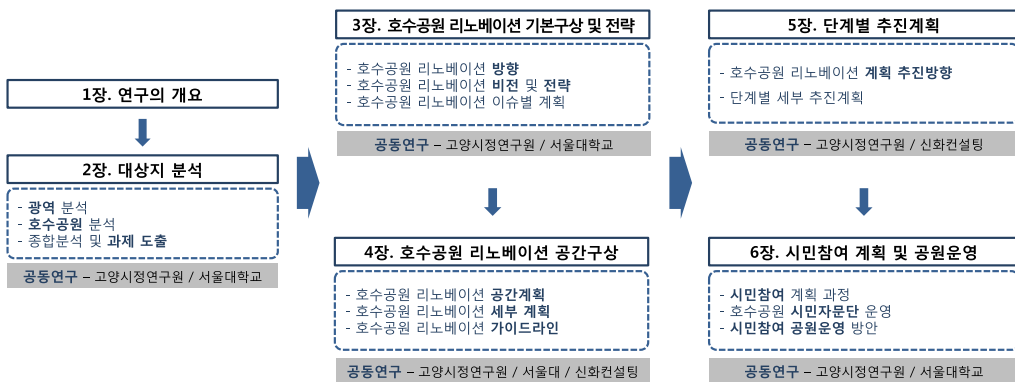 1장. 연구의 개요
2장. 대상지 분석
- 광역 분석
- 호수공원 분석
- 종합분석 및 과제 도출
공동연구 – 고양시정연구원 / 서울대학교
3장. 호수공원 리노베이션 기본구상 및 전략
- 호수공원 리노베이션 방향
- 호수공원 리노베이션 비전 및 전략
- 호수공원 리노베이션 이슈별 계획
공동연구 – 고양시정연구원 / 서울대학교
4장. 호수공원 리노베이션 공간구상
- 호수공원 리노베이션 공간계획
- 호수공원 리노베이션 세부 계획
- 호수공원 리노베이션 가이드라인
공동연구 – 고양시정연구원 / 서울대 / 신화컨설팅
5장. 단계별 추진계획
- 호수공원 리노베이션 계획 추진방향
- 단계별 세부 추진계획
공동연구 – 고양시정연구원 / 신화컨설팅
6장. 시민참여 계획 및 공원운영
- 시민참여 계획 과정
- 호수공원 시민자문단 운영
- 시민참여 공원운영 방안
공동연구 – 고양시정연구원 / 서울대학교